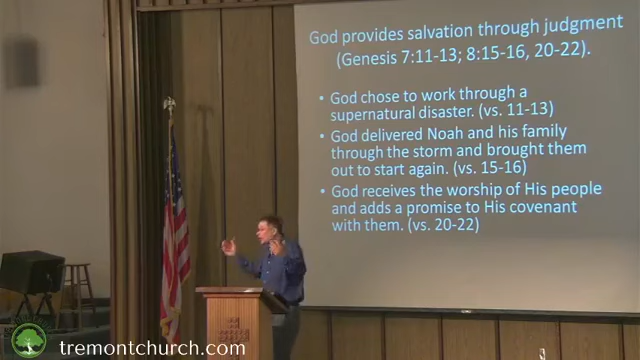 God provides salvation through judgment
(Genesis 7:11-13; 8:15-16, 20-22).
• God chose to work through a
supernatural disaster. (vs. 11-13)
• God delivered Noah and his family
through the storm and brought them
out to start again. (vs. 15-16)
• God receives the worship of His people
and adds a promise to His covenant
with them. (vs. 20-22)
tremontchurch.com